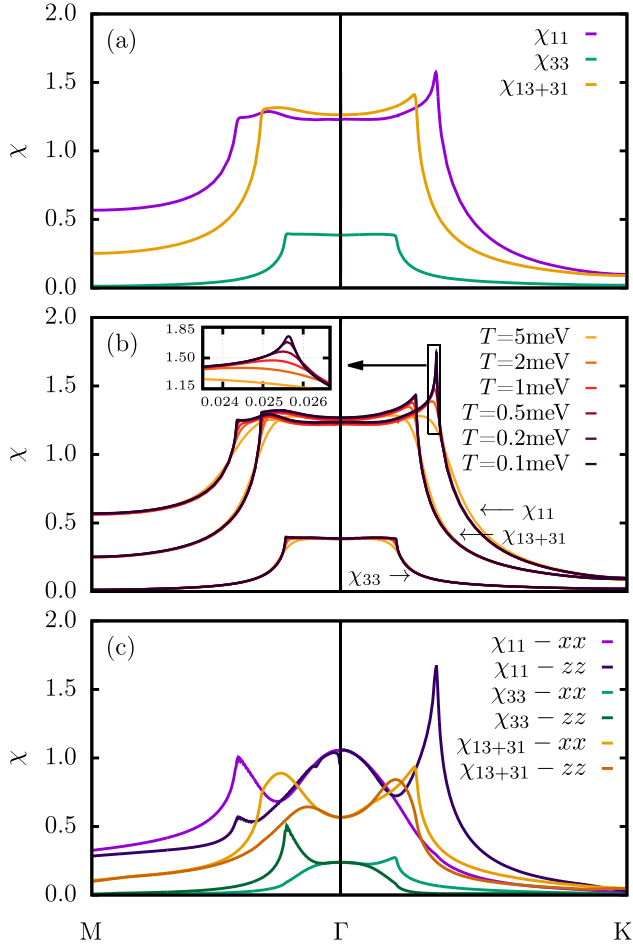 2.0
(a)
χ11
χ33
χ13+31
1.5
1.0
χ
0.5
0.0
2.0
(b)
1.85
1.50
1.15
0.024 0.025 0.026
T=5meV
T=2meV
T=1meV
T=0.5meV
T=0.2meV
T=0.1meV
1.5
1.0
χ
0.5
0.0
← χ11
← χ13+31
χ33 →
2.0
(c)
χ11 − xx
χ11 − zz
χ33 − xx
χ33 − zz
χ13+31 − xx
χ13+31 − zz
1.5
1.0
χ
0.5
0.0
M Γ K